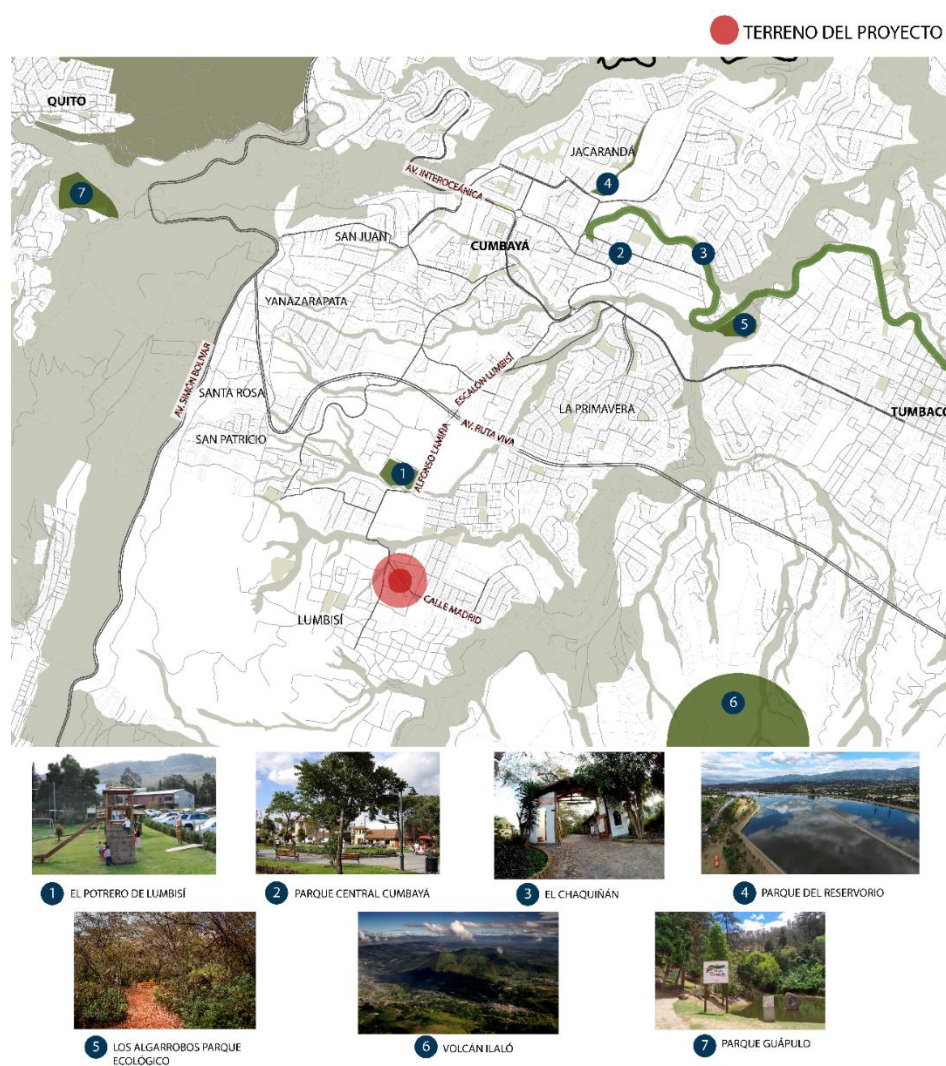 TERRENO DEL PROYECTO
QUITO
JACARANDÁ
AV. INTEROCEÁNICA
4
7
SAN JUAN
CUMBAYÁ
2
3
YANAZARAPATA
5
ESCALÓN LUMBISÍ
AV. SIMÓN BOLIVAR
SANTA ROSA
LA PRIMAVERA
TUMBACO
SAN PATRICIO
AV. RUTA VIVA
1
ALFONSO LAMIÑA
CALLE MADRID
LUMBISÍ
6
1 EL POTRERO DE LUMBISÍ
2 PARQUE CENTRAL CUMBAYÁ
3 EL CHAQUIÑÁN
4 PARQUE DEL RESERVORIO
5 LOS ALGARROBOS PARQUE
ECOLÓGICO
6 VOLCÁN ILALÓ
7 PARQUE GUÁPULO